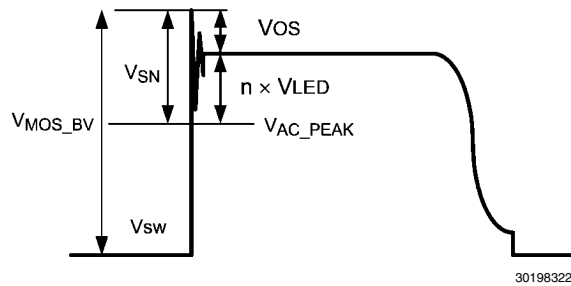 VOS
VSN
n × VLED
VMOS_BV
VAC_PEAK
Vsw
30198322